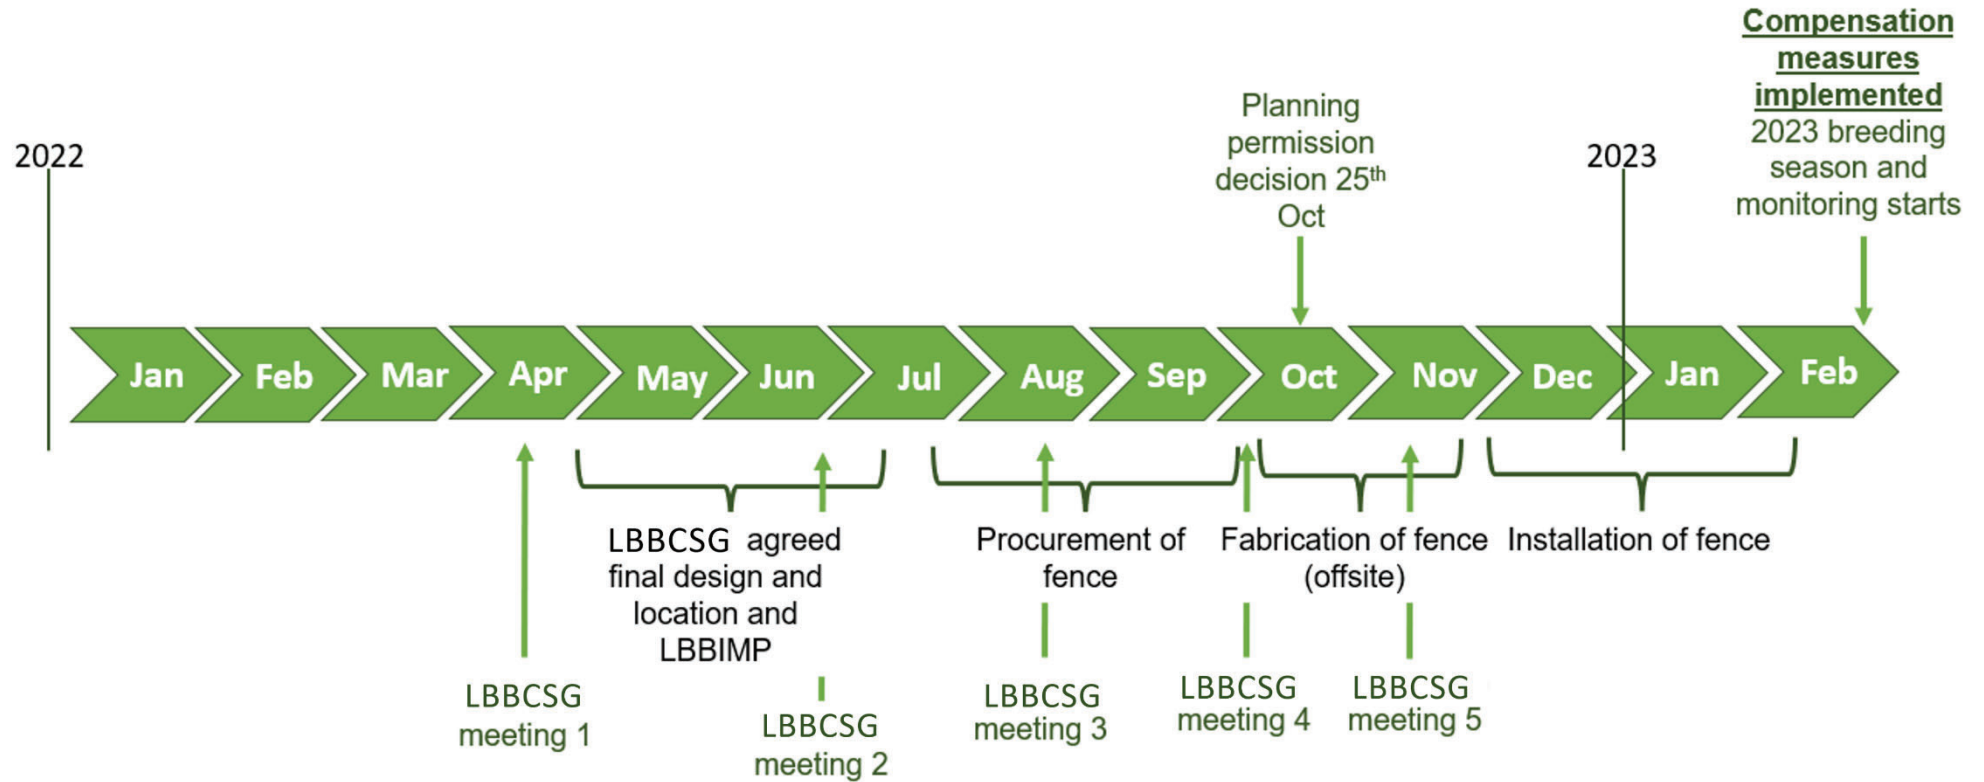 Compensation
measures
implemented
2023 breeding
season and
monitoring starts
Planning
permission
decision 25th
Oct
2022
2023
Jan
Feb
Mar
Apr
May
Jun
Jul
Aug
Sep
Oct
Nov
Dec
Jan
Feb
LBBCSG agreed
final design and
location and
LBBIMP
Procurement of
fence
Fabrication of fence
(offsite)
Installation of fence
LBBCSG
meeting 1
LBBCSG
meeting 2
LBBCSG
meeting 3
LBBCSG
meeting 4
LBBCSG
meeting 5